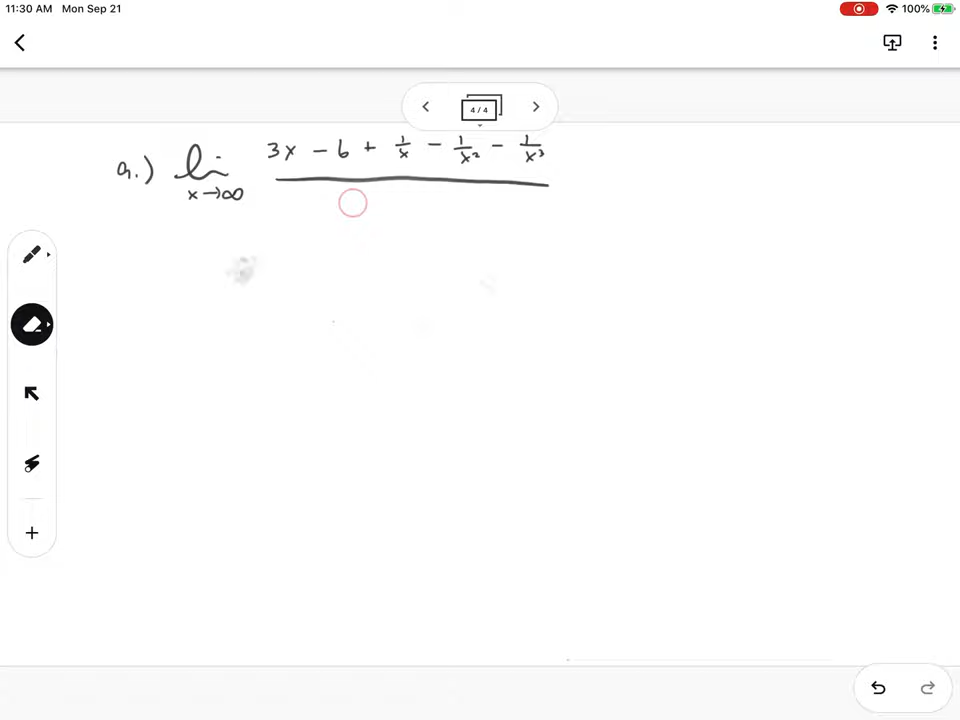 11:30 AM Mon Sep 21 100%
4 / 4
a.) lim x→∞ 3x - 6 + 1/x - 1/x² - 1/x³